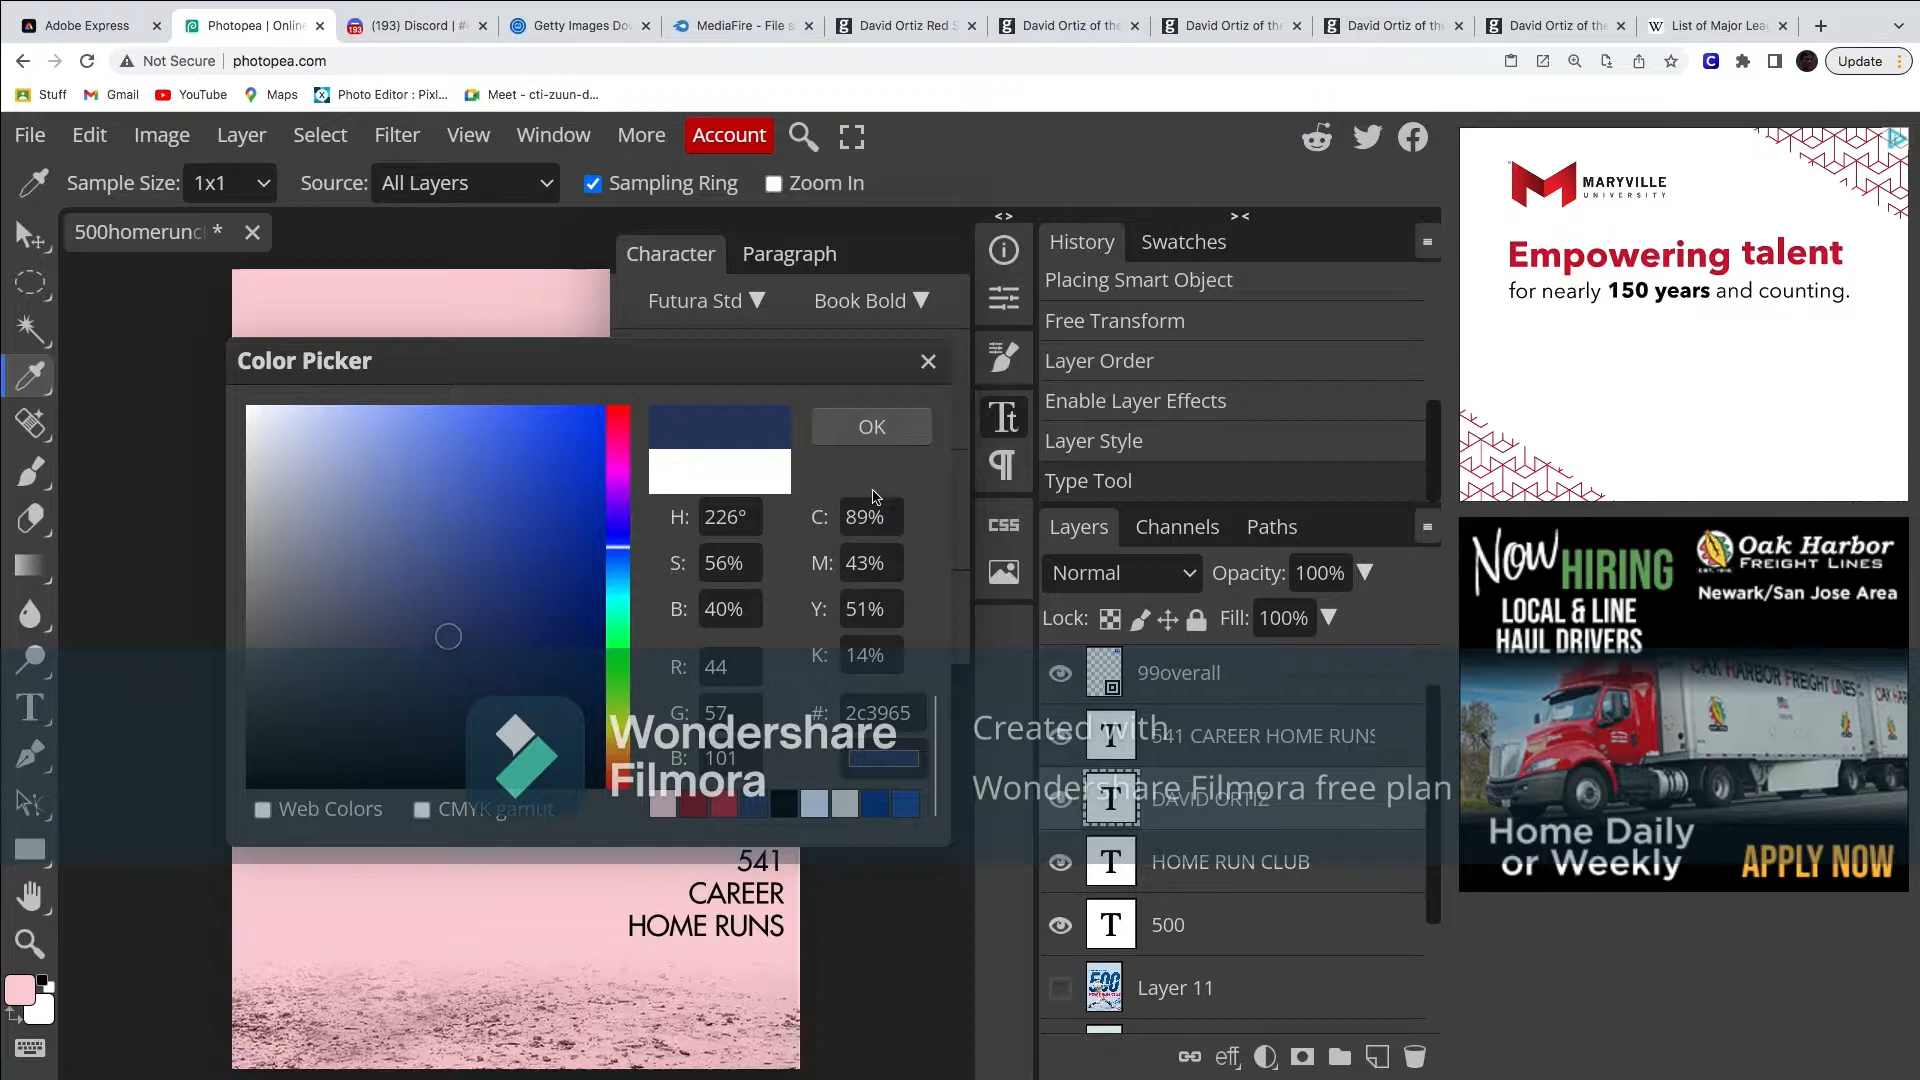 Adobe Express
Photopea | Online
(193) Discord | #
Getty Images Do
MediaFire - File s
David Ortiz Red S
David Ortiz of the
David Ortiz of the
David Ortiz of the
David Ortiz of the
List of Major Lea
Not Secure photopea.com
Update
Stuff
Gmail
YouTube
Maps
Photo Editor : Pixl...
Meet - cti-zuun-d...
File Edit Image Layer Select Filter View Window More Account
Sample Size: 1x1 Source: All Layers Sampling Ring Zoom In
500homerunc *
Character Paragraph
Futura Std Book Bold
Color Picker
OK
H: 226° C: 89%
S: 56% M: 43%
B: 40% Y: 51%
R: 44 K: 14%
G: 57 #: 2c3965
B: 101
Web Colors CMYK gamut
Wondershare
Filmora
Created with
Wondershare Filmora free plan
541
CAREER
HOME RUNS
History Swatches
Placing Smart Object
Free Transform
Layer Order
Enable Layer Effects
Layer Style
Type Tool
CSS
Layers Channels Paths
Normal Opacity: 100%
Lock: Fill: 100%
99overall
541 CAREER HOME RUNS
DAVID ORTIZ
HOME RUN CLUB
500
Layer 11
eff
MARYVILLE
UNIVERSITY
Empowering talent
for nearly 150 years and counting.
NOW HIRING
LOCAL & LINE
HAUL DRIVERS
Oak Harbor
FREIGHT LINES
Newark/San Jose Area
OAK HARBOR FREIGHT LINES
Home Daily
or Weekly
APPLY NOW